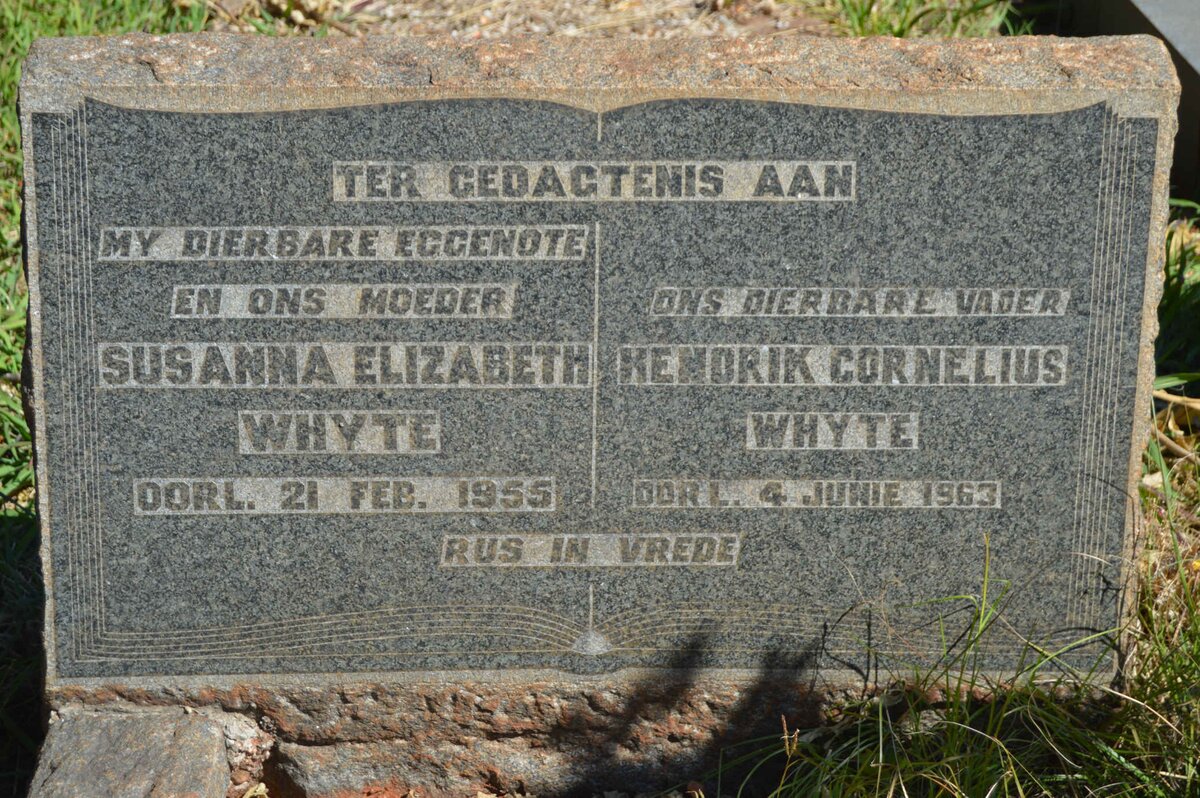 TER GEDAGTENIS AAN
MY DIERBARE EGGENOTE
EN ONS MOEDER
SUSANNA ELIZABETH
WHYTE
OORL. 21 FEB. 1955
ONS DIERBARE VADER
HENDRIK CORNELIUS
WHYTE
OORL. 4. JUNIE 1963
RUS IN VREDE